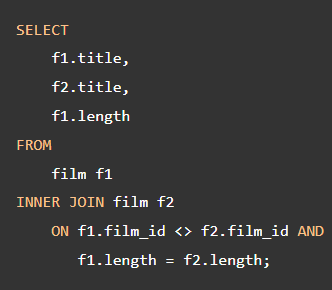 SELECT
    f1.title,
    f2.title,
    f1.length
FROM
    film f1
INNER JOIN film f2
    ON f1.film_id <> f2.film_id AND
       f1.length = f2.length;